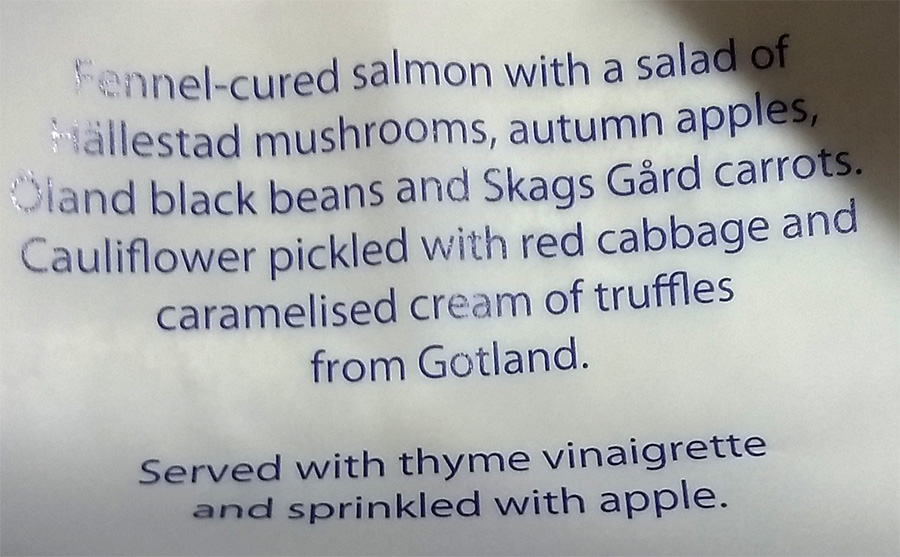 Fennel-cured salmon with a salad of
Hällestad mushrooms, autumn apples,
Öland black beans and Skags Gård carrots.
Cauliflower pickled with red cabbage and
caramelised cream of truffles
from Gotland.
Served with thyme vinaigrette
and sprinkled with apple.